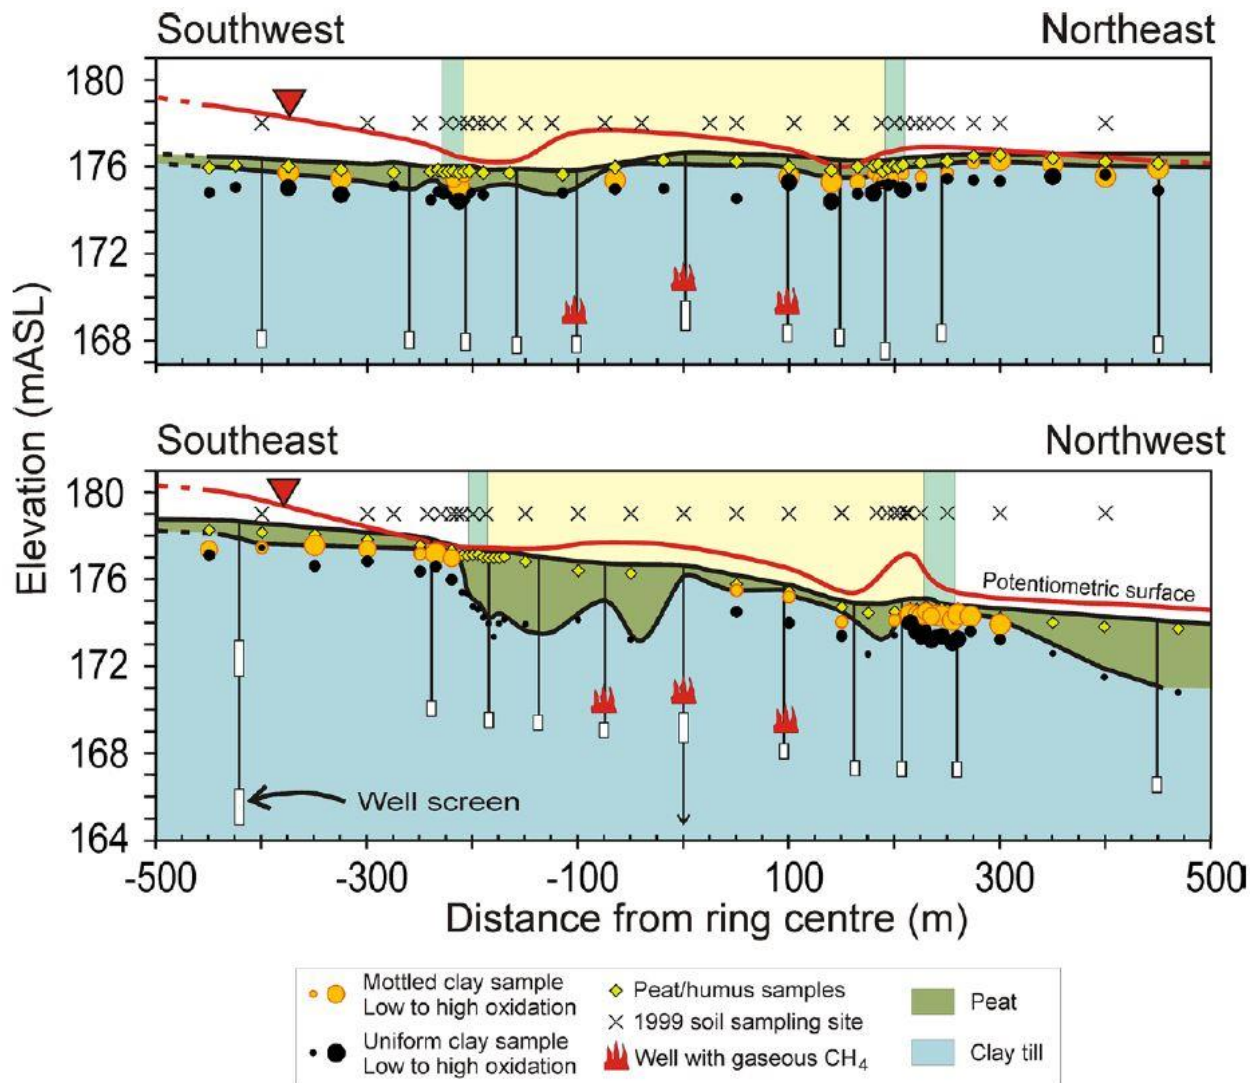 Southwest
Northeast
180
176
172
168
Elevation (mASL)
Southeast
Northwest
180
176
172
168
164
Potentiometric surface
Well screen
-500
-300
-100
100
300
500
Distance from ring centre (m)
Mottled clay sample
Low to high oxidation
Uniform clay sample
Low to high oxidation
Peat/humus samples
1999 soil sampling site
Well with gaseous CH₄
Peat
Clay till